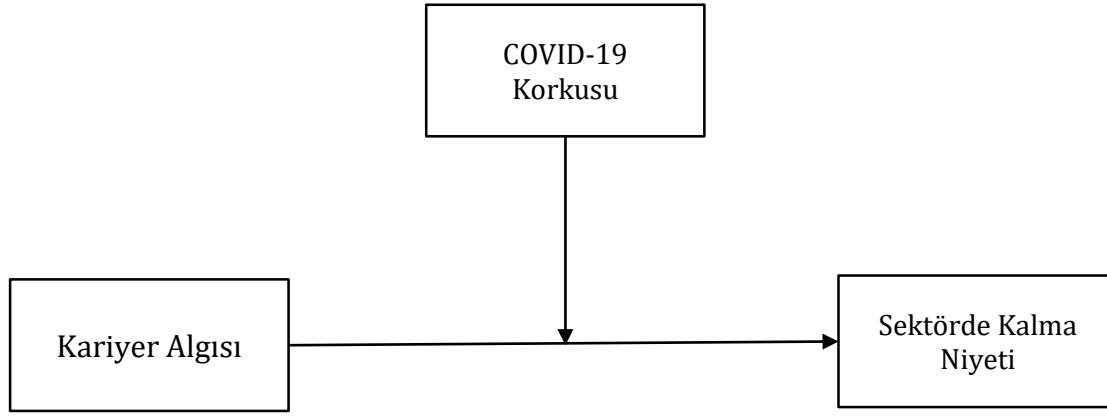 COVID-19
Korkusu
Kariyer Algısı
Sektörde Kalma
Niyeti